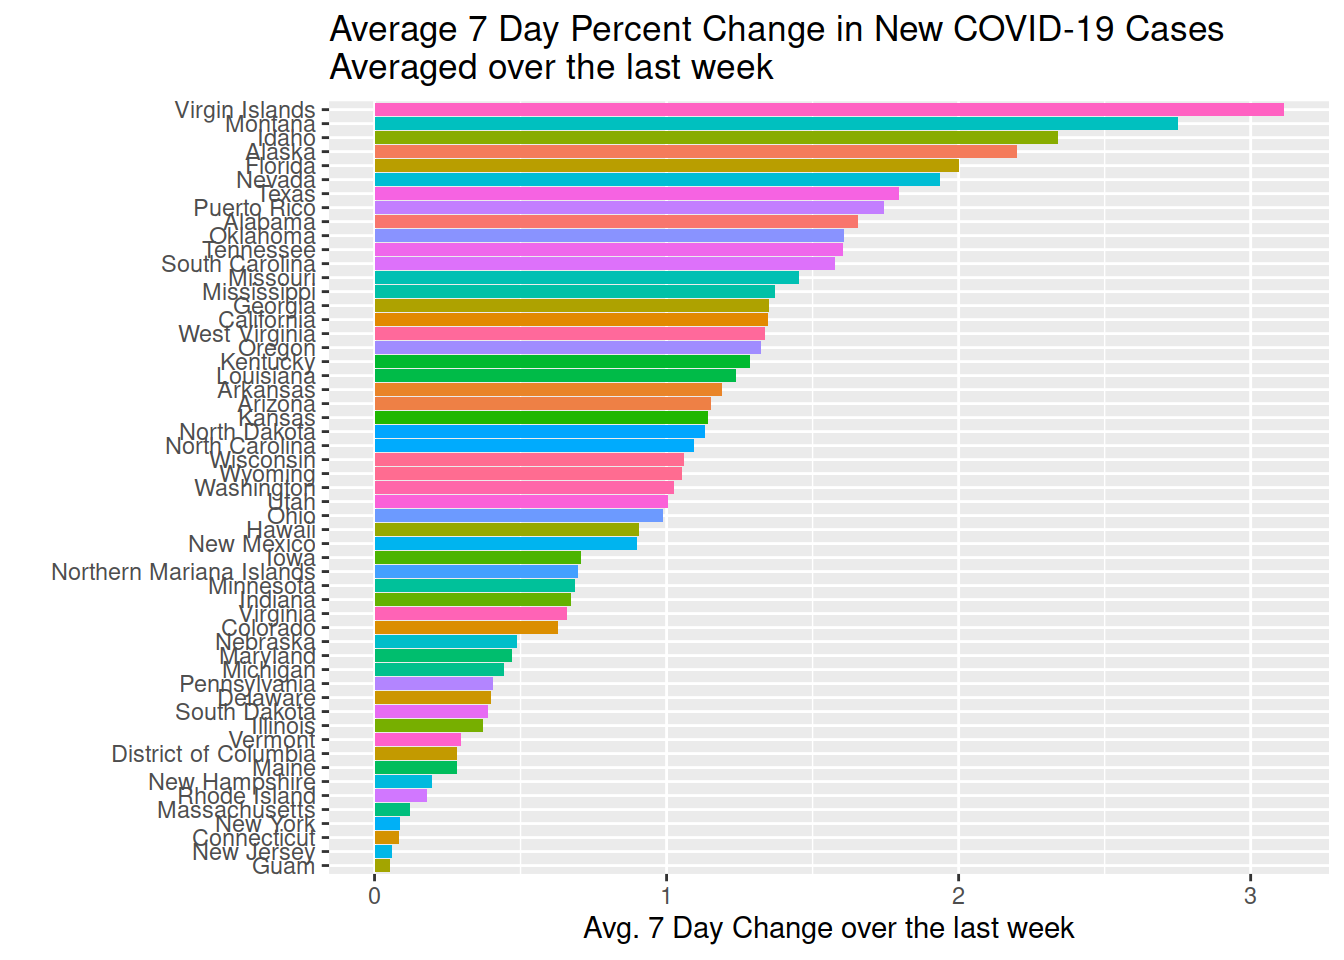 Average 7 Day Percent Change in New COVID-19 Cases
Averaged over the last week
Virgin Islands
Montana
Idaho
Alaska
Florida
Nevada
Texas
Puerto Rico
Alabama
Oklahoma
Tennessee
South Carolina
Missouri
Mississippi
Georgia
California
West Virginia
Oregon
Kentucky
Louisiana
Arkansas
Arizona
Kansas
North Dakota
North Carolina
Wisconsin
Wyoming
Washington
Utah
Ohio
Hawaii
New Mexico
Iowa
Northern Mariana Islands
Minnesota
Indiana
Virginia
Colorado
Nebraska
Maryland
Michigan
Pennsylvania
Delaware
South Dakota
Illinois
Vermont
District of Columbia
Maine
New Hampshire
Rhode Island
Massachusetts
New York
Connecticut
New Jersey
Guam
0 1 2 3
Avg. 7 Day Change over the last week